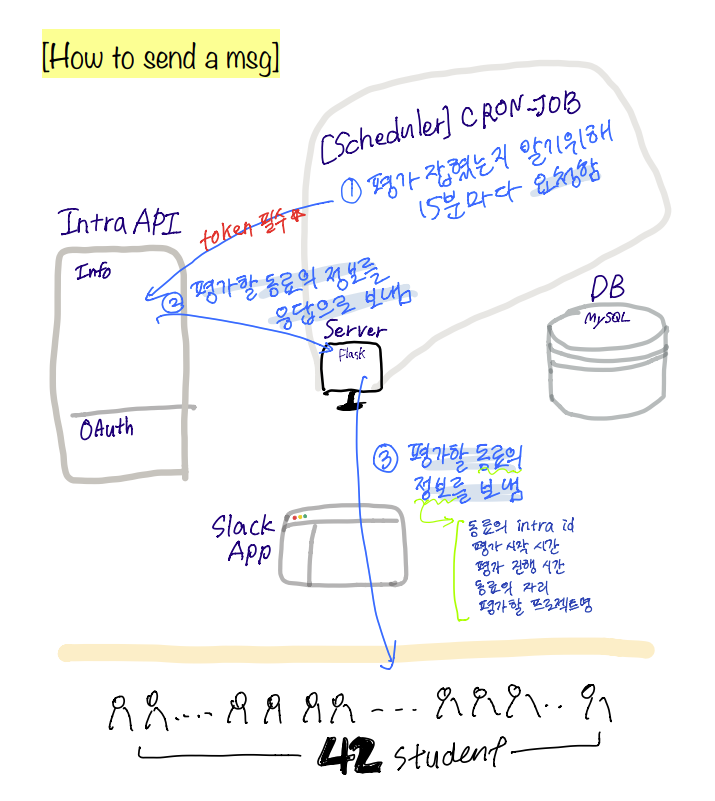 [How to send a msg]
[Scheduler] CRON-JOB
① 평가 잡혔는지 알기위해
15분마다 요청함
Intra API
token 필수 ★
Info
② 평가할 동료의 정보를
응답으로 보냄
Server
Flask
DB
MySQL
OAuth
③ 평가할 동료의
정보를 보냄
Slack
App
동료의 intra id
평가 시작 시간
평가 진행 시간
동료의 자리
평가할 프로젝트명
42 student